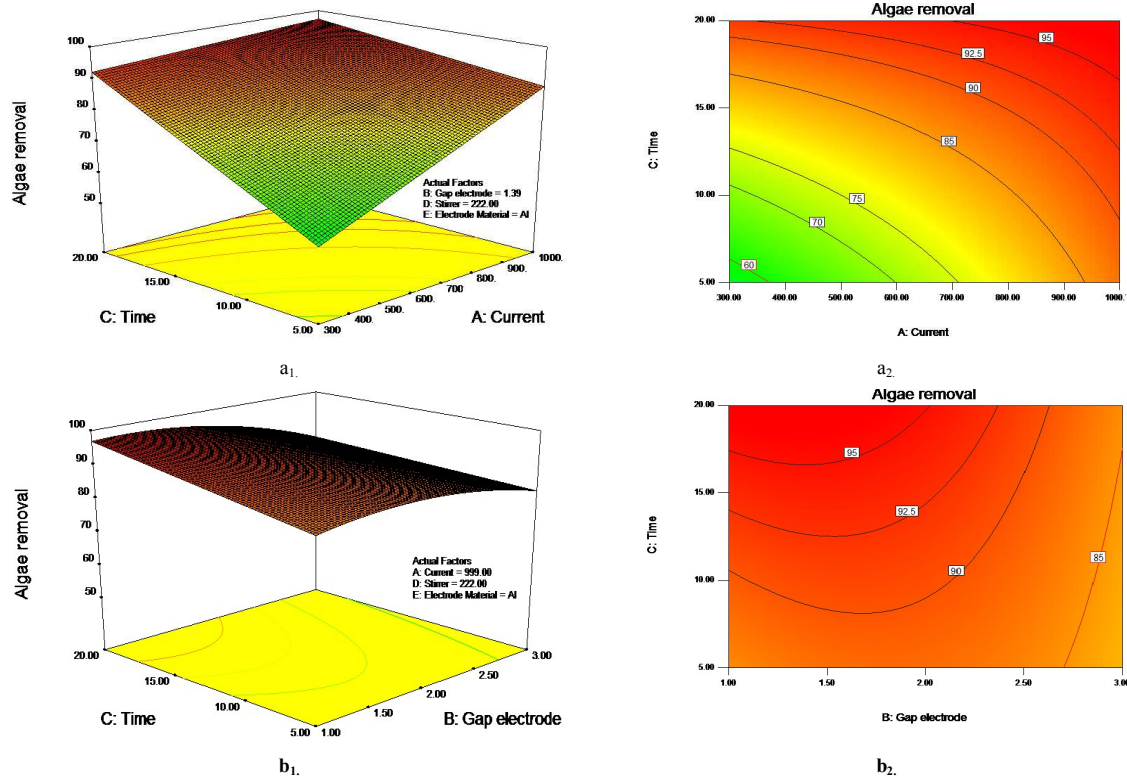 Algae removal
100
90
80
70
60
50
Actual Factors
B: Gap electrode = 1.39
D: Stirrer = 222.00
E: Electrode Material = Al
20.00
15.00
10.00
5.00
300
400.
500.
600.
700.
800.
900.
1000.
C: Time
A: Current
a1.
Algae removal
20.00
15.00
10.00
5.00
C: Time
95
92.5
90
85
75
70
60
300.00
400.00
500.00
600.00
700.00
800.00
900.00
1000.
A: Current
a2.
Algae removal
100
90
80
70
60
50
Actual Factors
A: Current = 999.00
D: Stirrer = 222.00
E: Electrode Material = Al
20.00
15.00
10.00
5.00
1.00
1.50
2.00
2.50
3.00
C: Time
B: Gap electrode
b1.
Algae removal
20.00
15.00
10.00
5.00
C: Time
95
92.5
90
85
1.00
1.50
2.00
2.50
3.00
B: Gap electrode
b2.